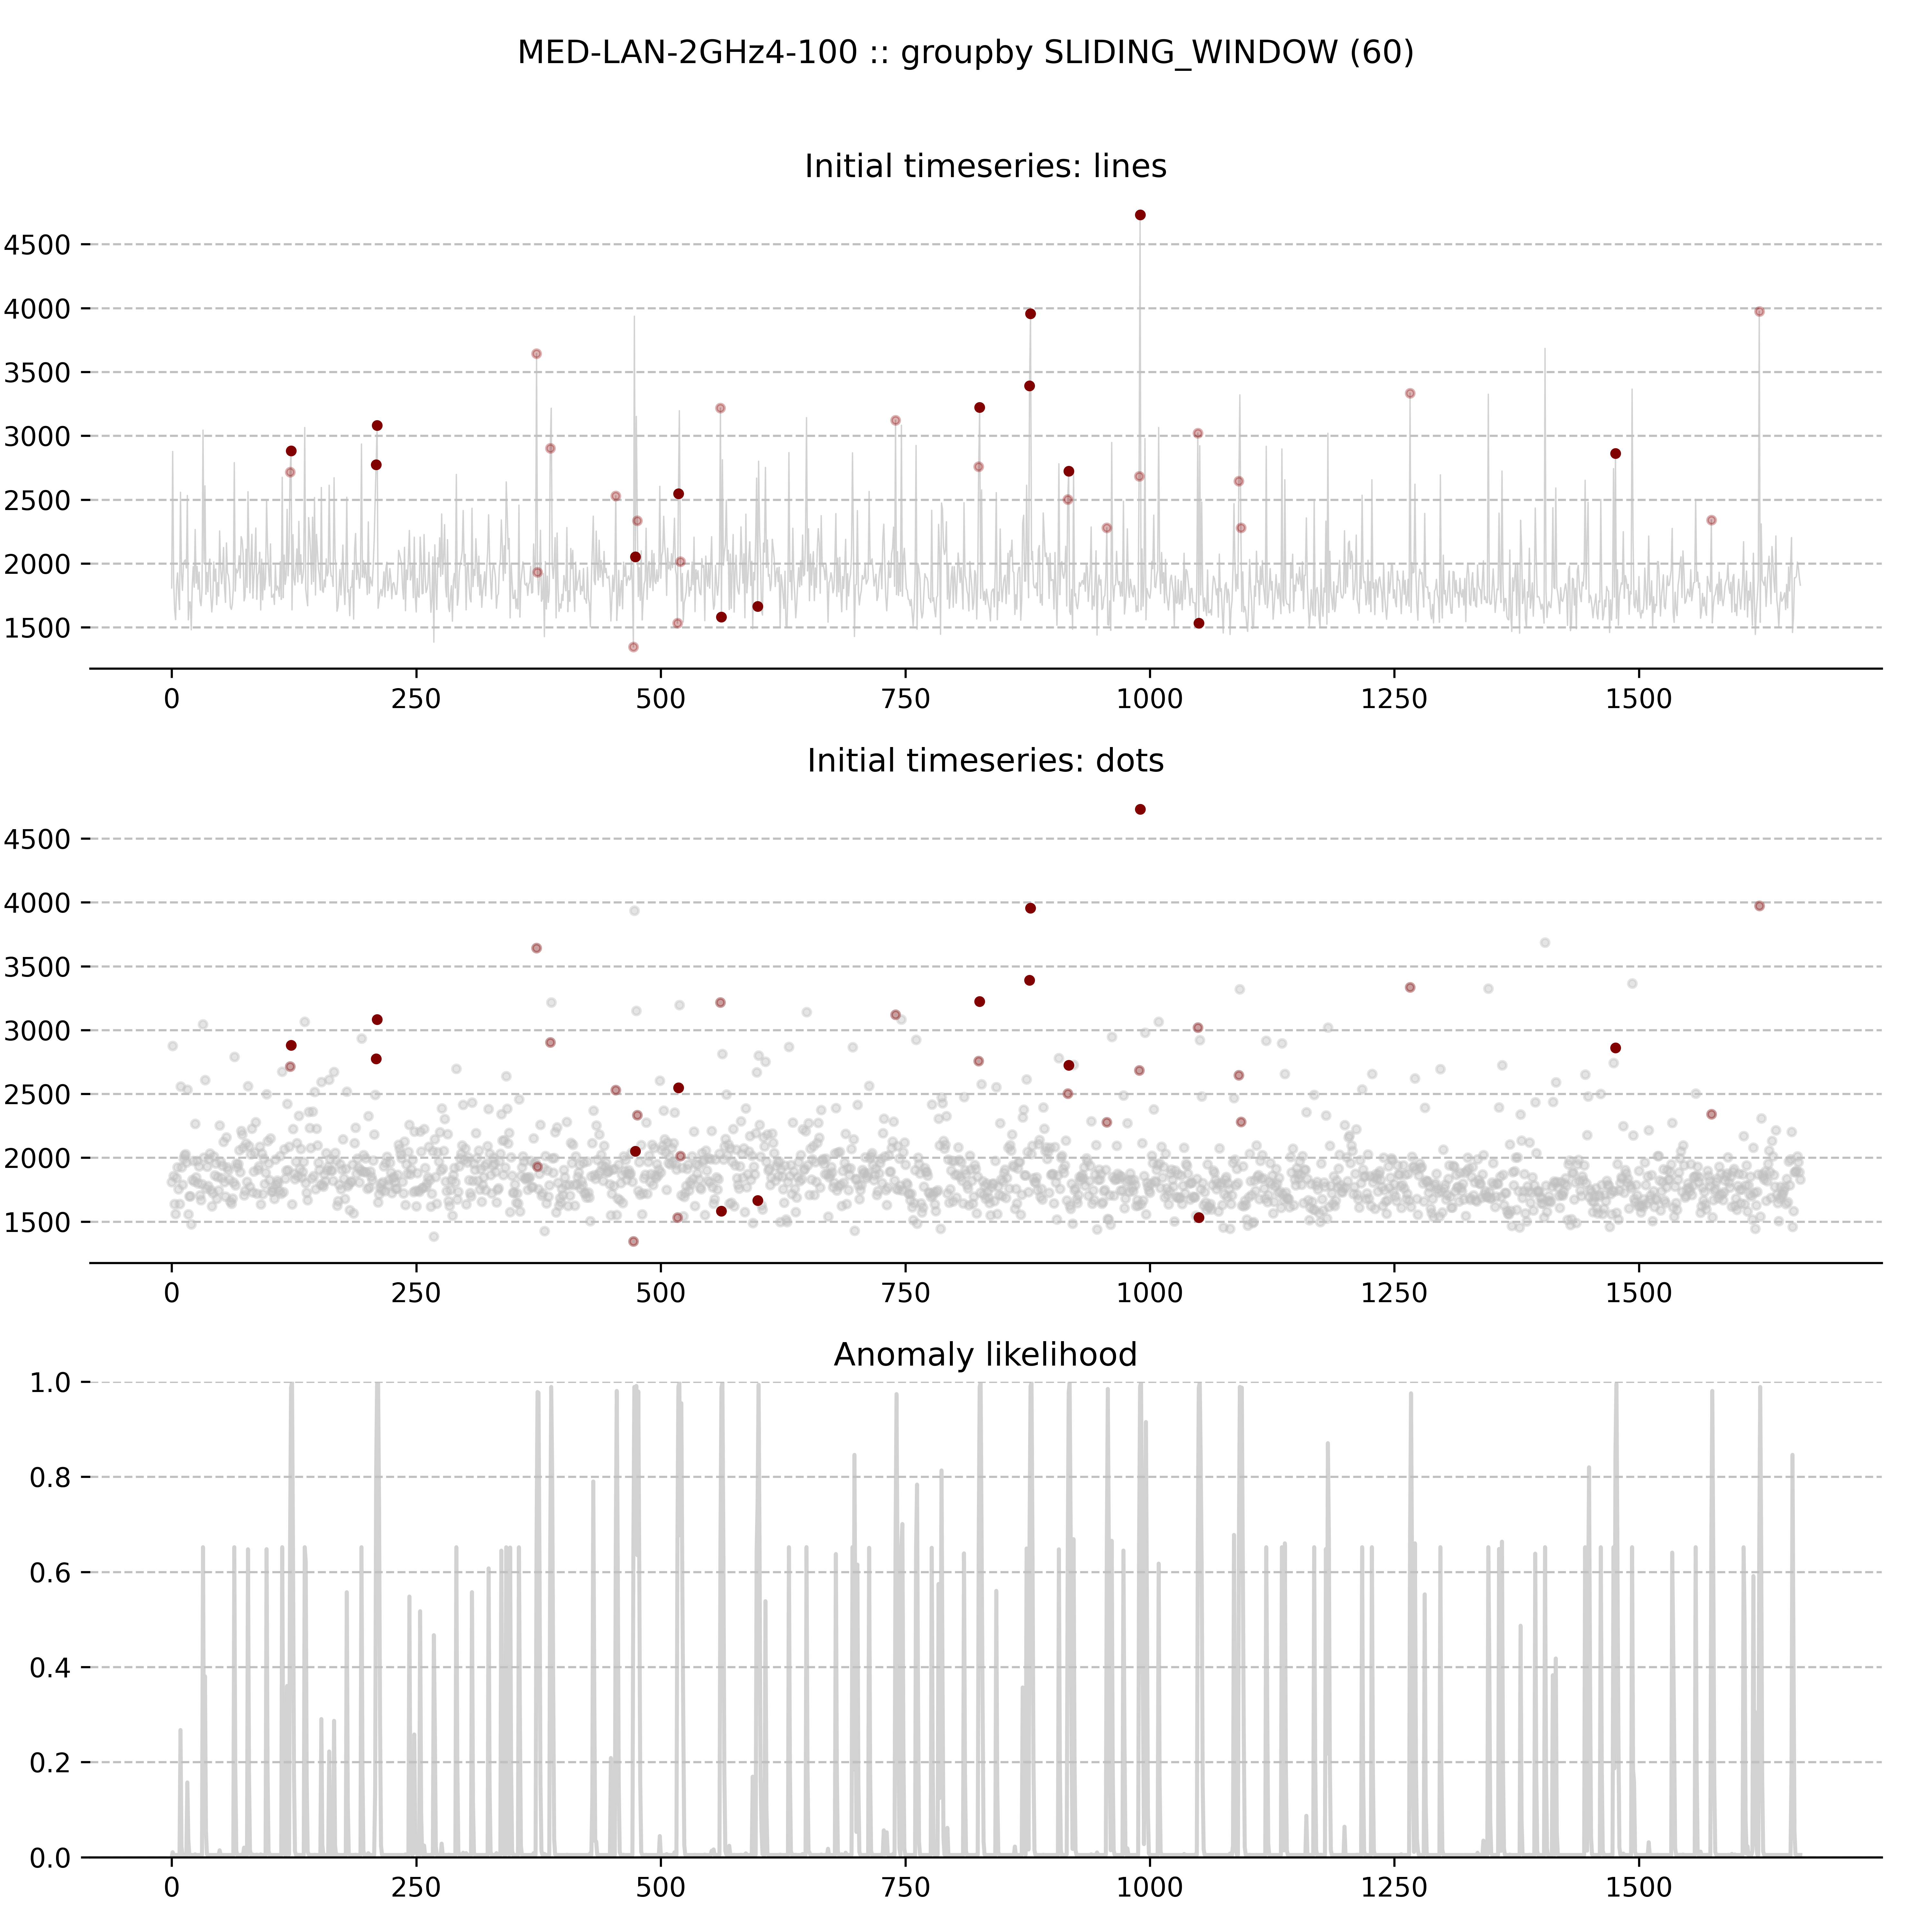 MED-LAN-2GHz4-100 :: groupby SLIDING_WINDOW (60)
Initial timeseries: lines
4500
4000
3500
3000
2500
2000
1500
0 250 500 750 1000 1250 1500
Initial timeseries: dots
4500
4000
3500
3000
2500
2000
1500
0 250 500 750 1000 1250 1500
Anomaly likelihood
1.0
0.8
0.6
0.4
0.2
0.0
0 250 500 750 1000 1250 1500